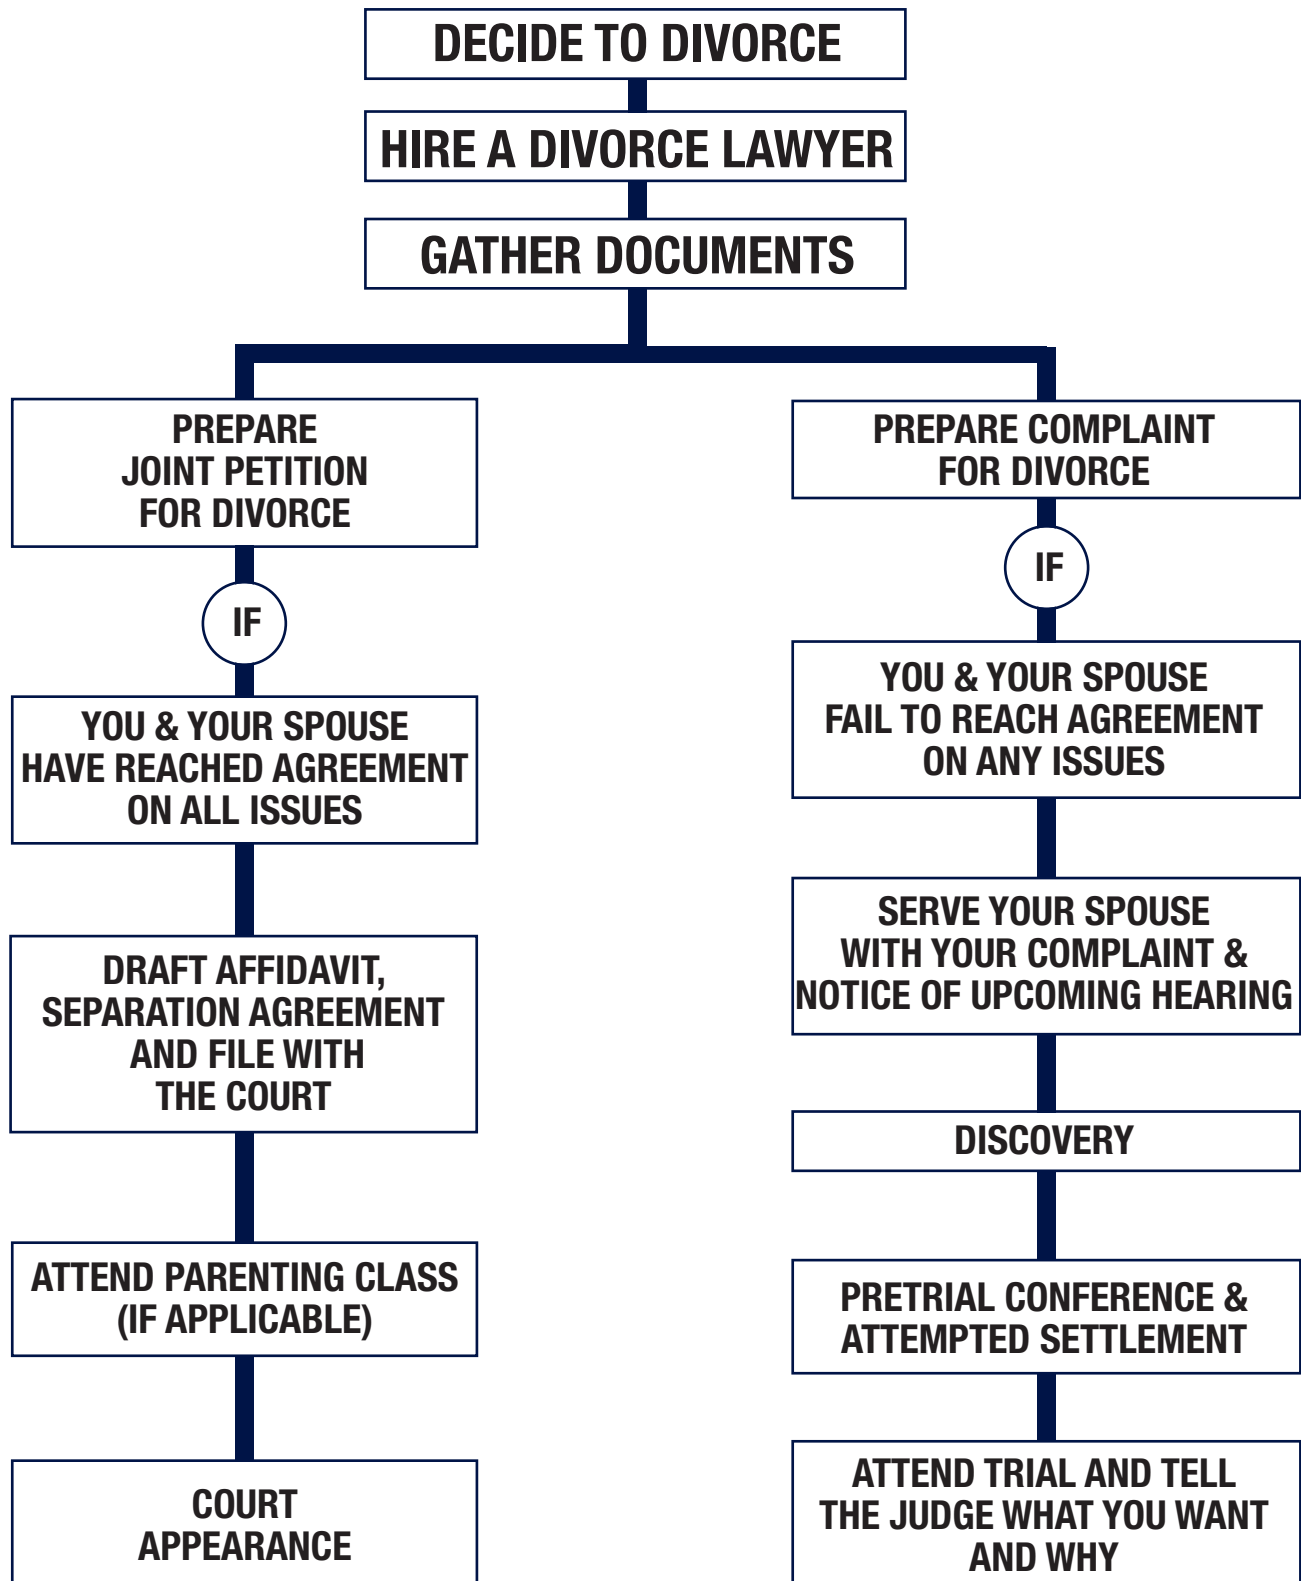 DECIDE TO DIVORCE
HIRE A DIVORCE LAWYER
GATHER DOCUMENTS
PREPARE
JOINT PETITION
FOR DIVORCE
IF
YOU & YOUR SPOUSE
HAVE REACHED AGREEMENT
ON ALL ISSUES
DRAFT AFFIDAVIT,
SEPARATION AGREEMENT
AND FILE WITH
THE COURT
ATTEND PARENTING CLASS
(IF APPLICABLE)
COURT
APPEARANCE
PREPARE COMPLAINT
FOR DIVORCE
IF
YOU & YOUR SPOUSE
FAIL TO REACH AGREEMENT
ON ANY ISSUES
SERVE YOUR SPOUSE
WITH YOUR COMPLAINT &
NOTICE OF UPCOMING HEARING
DISCOVERY
PRETRIAL CONFERENCE &
ATTEMPTED SETTLEMENT
ATTEND TRIAL AND TELL
THE JUDGE WHAT YOU WANT
AND WHY